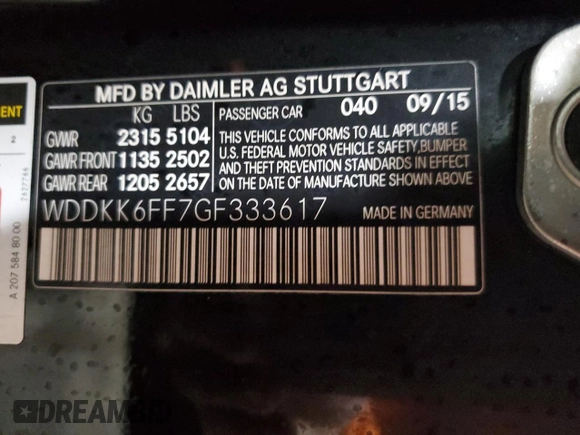 MFD BY DAIMLER AG STUTTGART
KG LBS
GVWR 2315 5104
GAWR FRONT 1135 2502
GAWR REAR 1205 2657
PASSENGER CAR 040 09/15
THIS VEHICLE CONFORMS TO ALL APPLICABLE
U.S. FEDERAL MOTOR VEHICLE SAFETY,BUMPER
AND THEFT PREVENTION STANDARDS IN EFFECT
ON THE DATE OF MANUFACTURE SHOWN ABOVE.
WDDKK6FF7GF333617
MADE IN GERMANY
A 207 584 80 00
DREAMBID